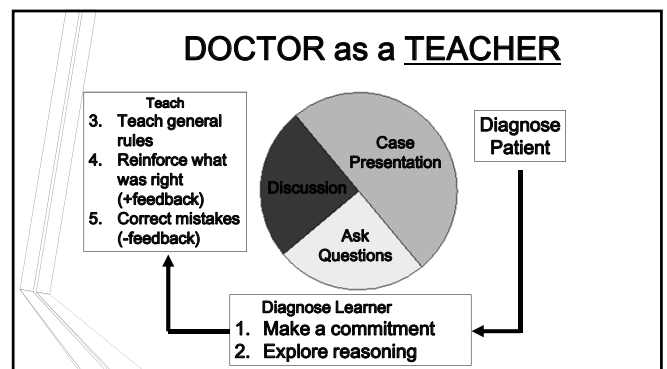 DOCTOR as a TEACHER
Teach
3. Teach general
rules
4. Reinforce what
was right
(+feedback)
5. Correct mistakes
(-feedback)
Case
Presentation
Discussion
Ask
Questions
Diagnose
Patient
Diagnose Learner
1. Make a commitment
2. Explore reasoning